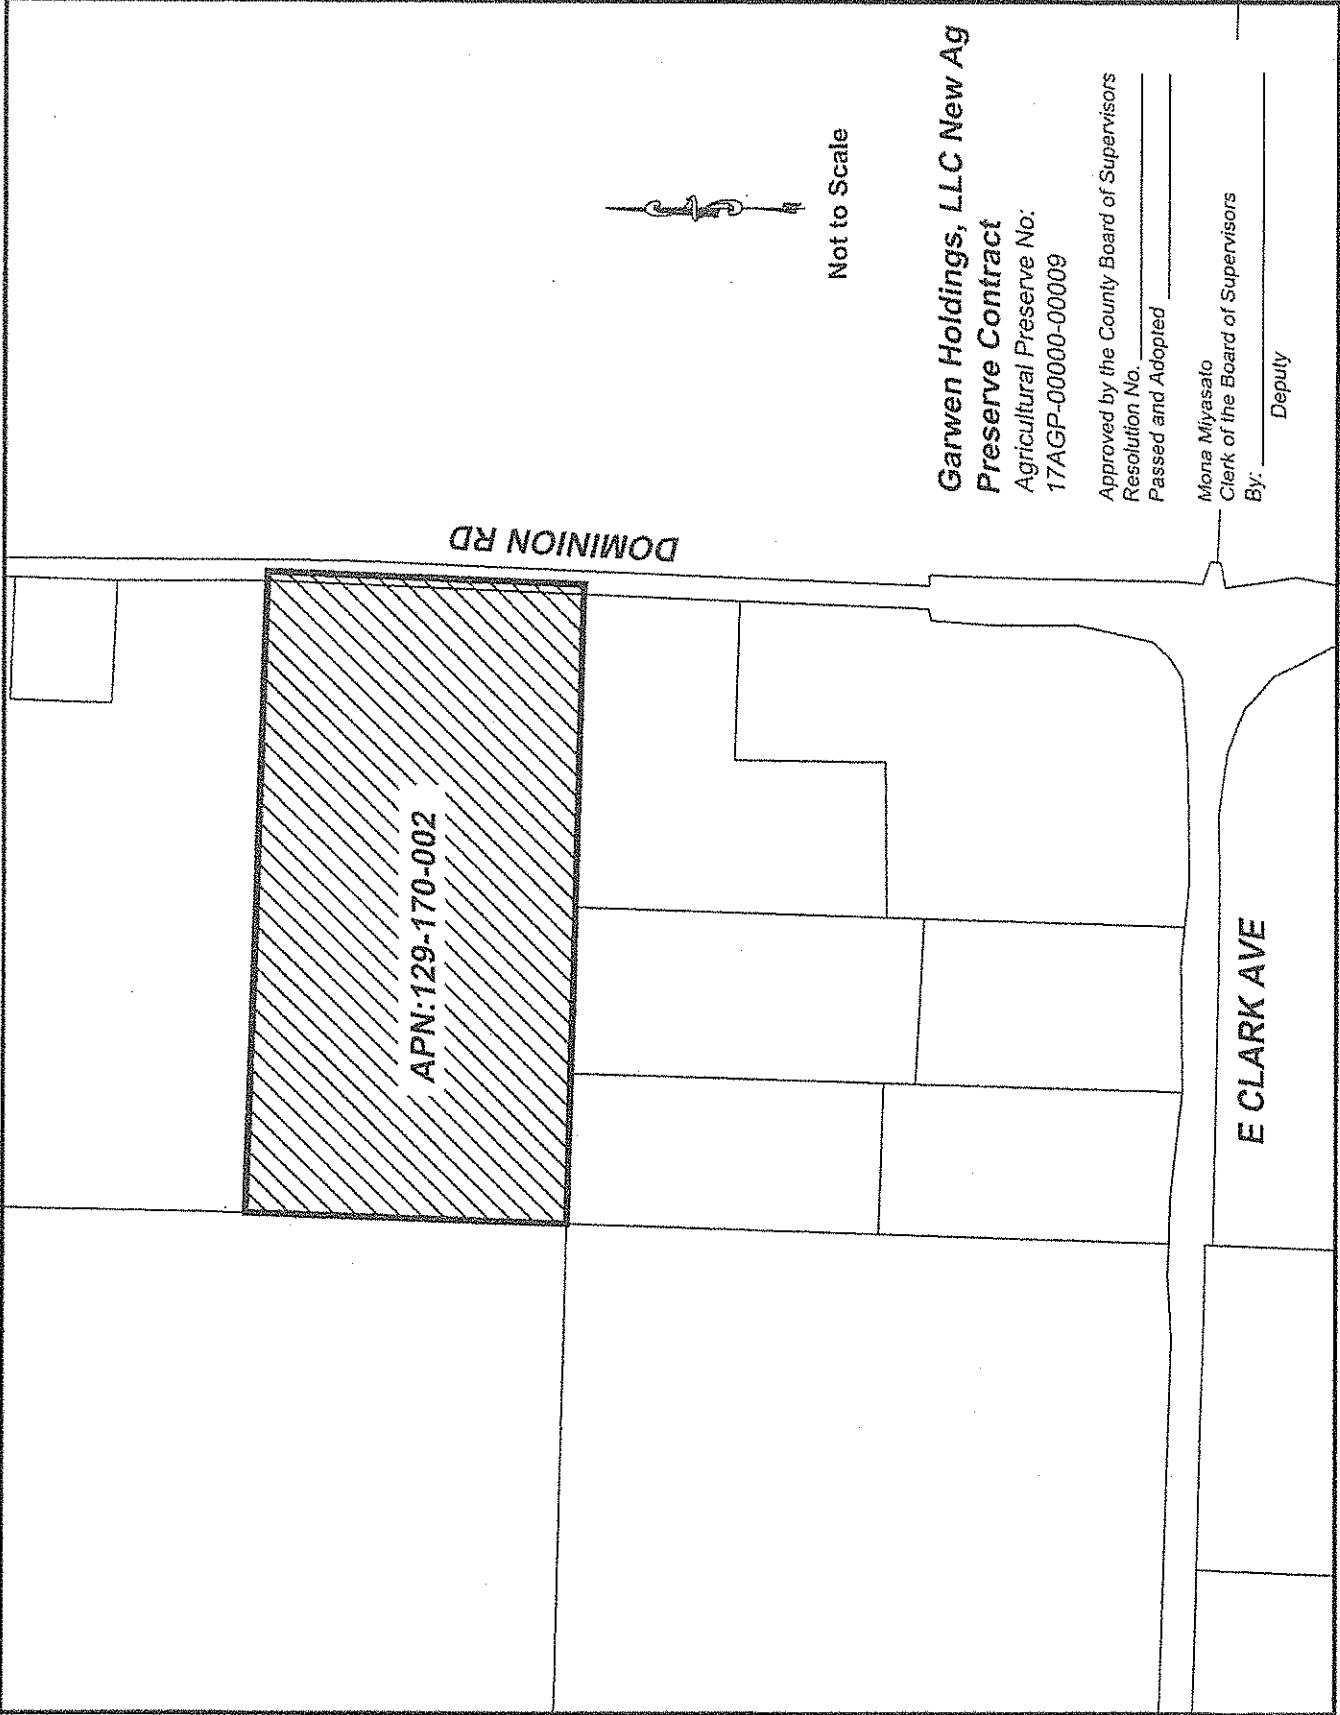 DOMINION RD
APN:129-170-002
E CLARK AVE
Not to Scale
Garwen Holdings, LLC New Ag
Preserve Contract
Agricultural Preserve No:
17AGP-00000-00009
Approved by the County Board of Supervisors
Resolution No.
Passed and Adopted
Mona Miyasato
Clerk of the Board of Supervisors
By:
Deputy